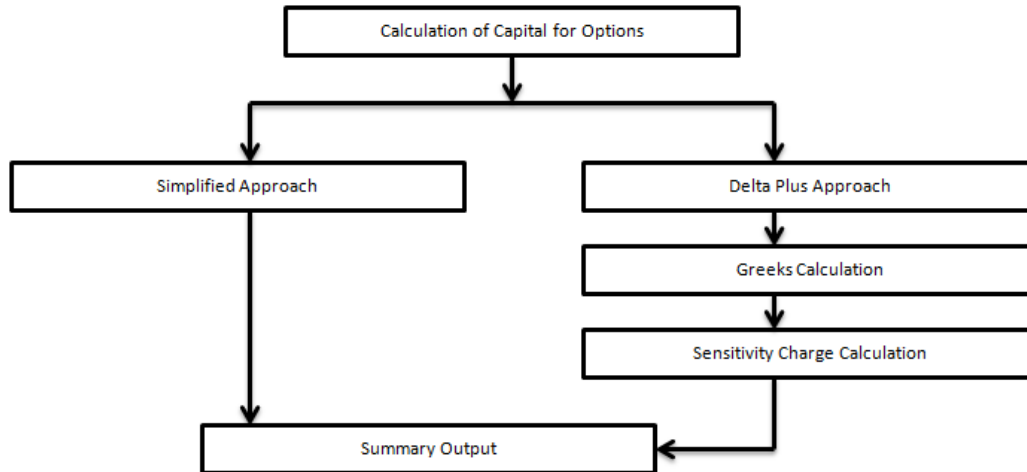 Calculation of Capital for Options
Simplified Approach
Delta Plus Approach
Greeks Calculation
Sensitivity Charge Calculation
Summary Output